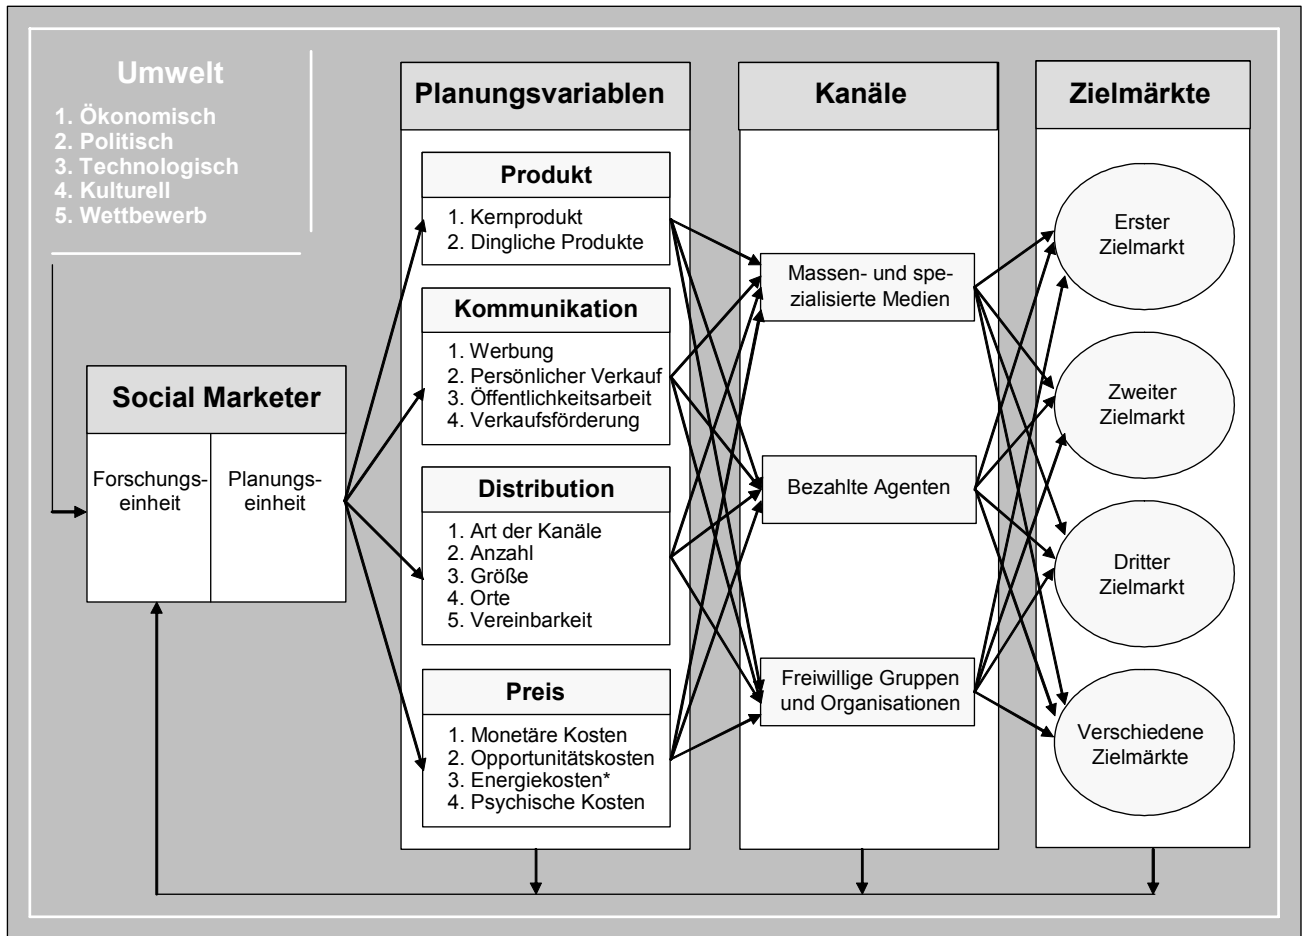 Umwelt
1. Ökonomisch
2. Politisch
3. Technologisch
4. Kulturell
5. Wettbewerb
Social Marketer
Forschungs-
einheit
Planungs-
einheit
Planungsvariablen
Produkt
1. Kernprodukt
2. Dingliche Produkte
Kommunikation
1. Werbung
2. Persönlicher Verkauf
3. Öffentlichkeitsarbeit
4. Verkaufsförderung
Distribution
1. Art der Kanäle
2. Anzahl
3. Größe
4. Orte
5. Vereinbarkeit
Preis
1. Monetäre Kosten
2. Opportunitätskosten
3. Energiekosten*
4. Psychische Kosten
Kanäle
Massen- und spe-
zialisierte Medien
Bezahlte Agenten
Freiwillige Gruppen
und Organisationen
Zielmärkte
Erster
Zielmarkt
Zweiter
Zielmarkt
Dritter
Zielmarkt
Verschiedene
Zielmärkte